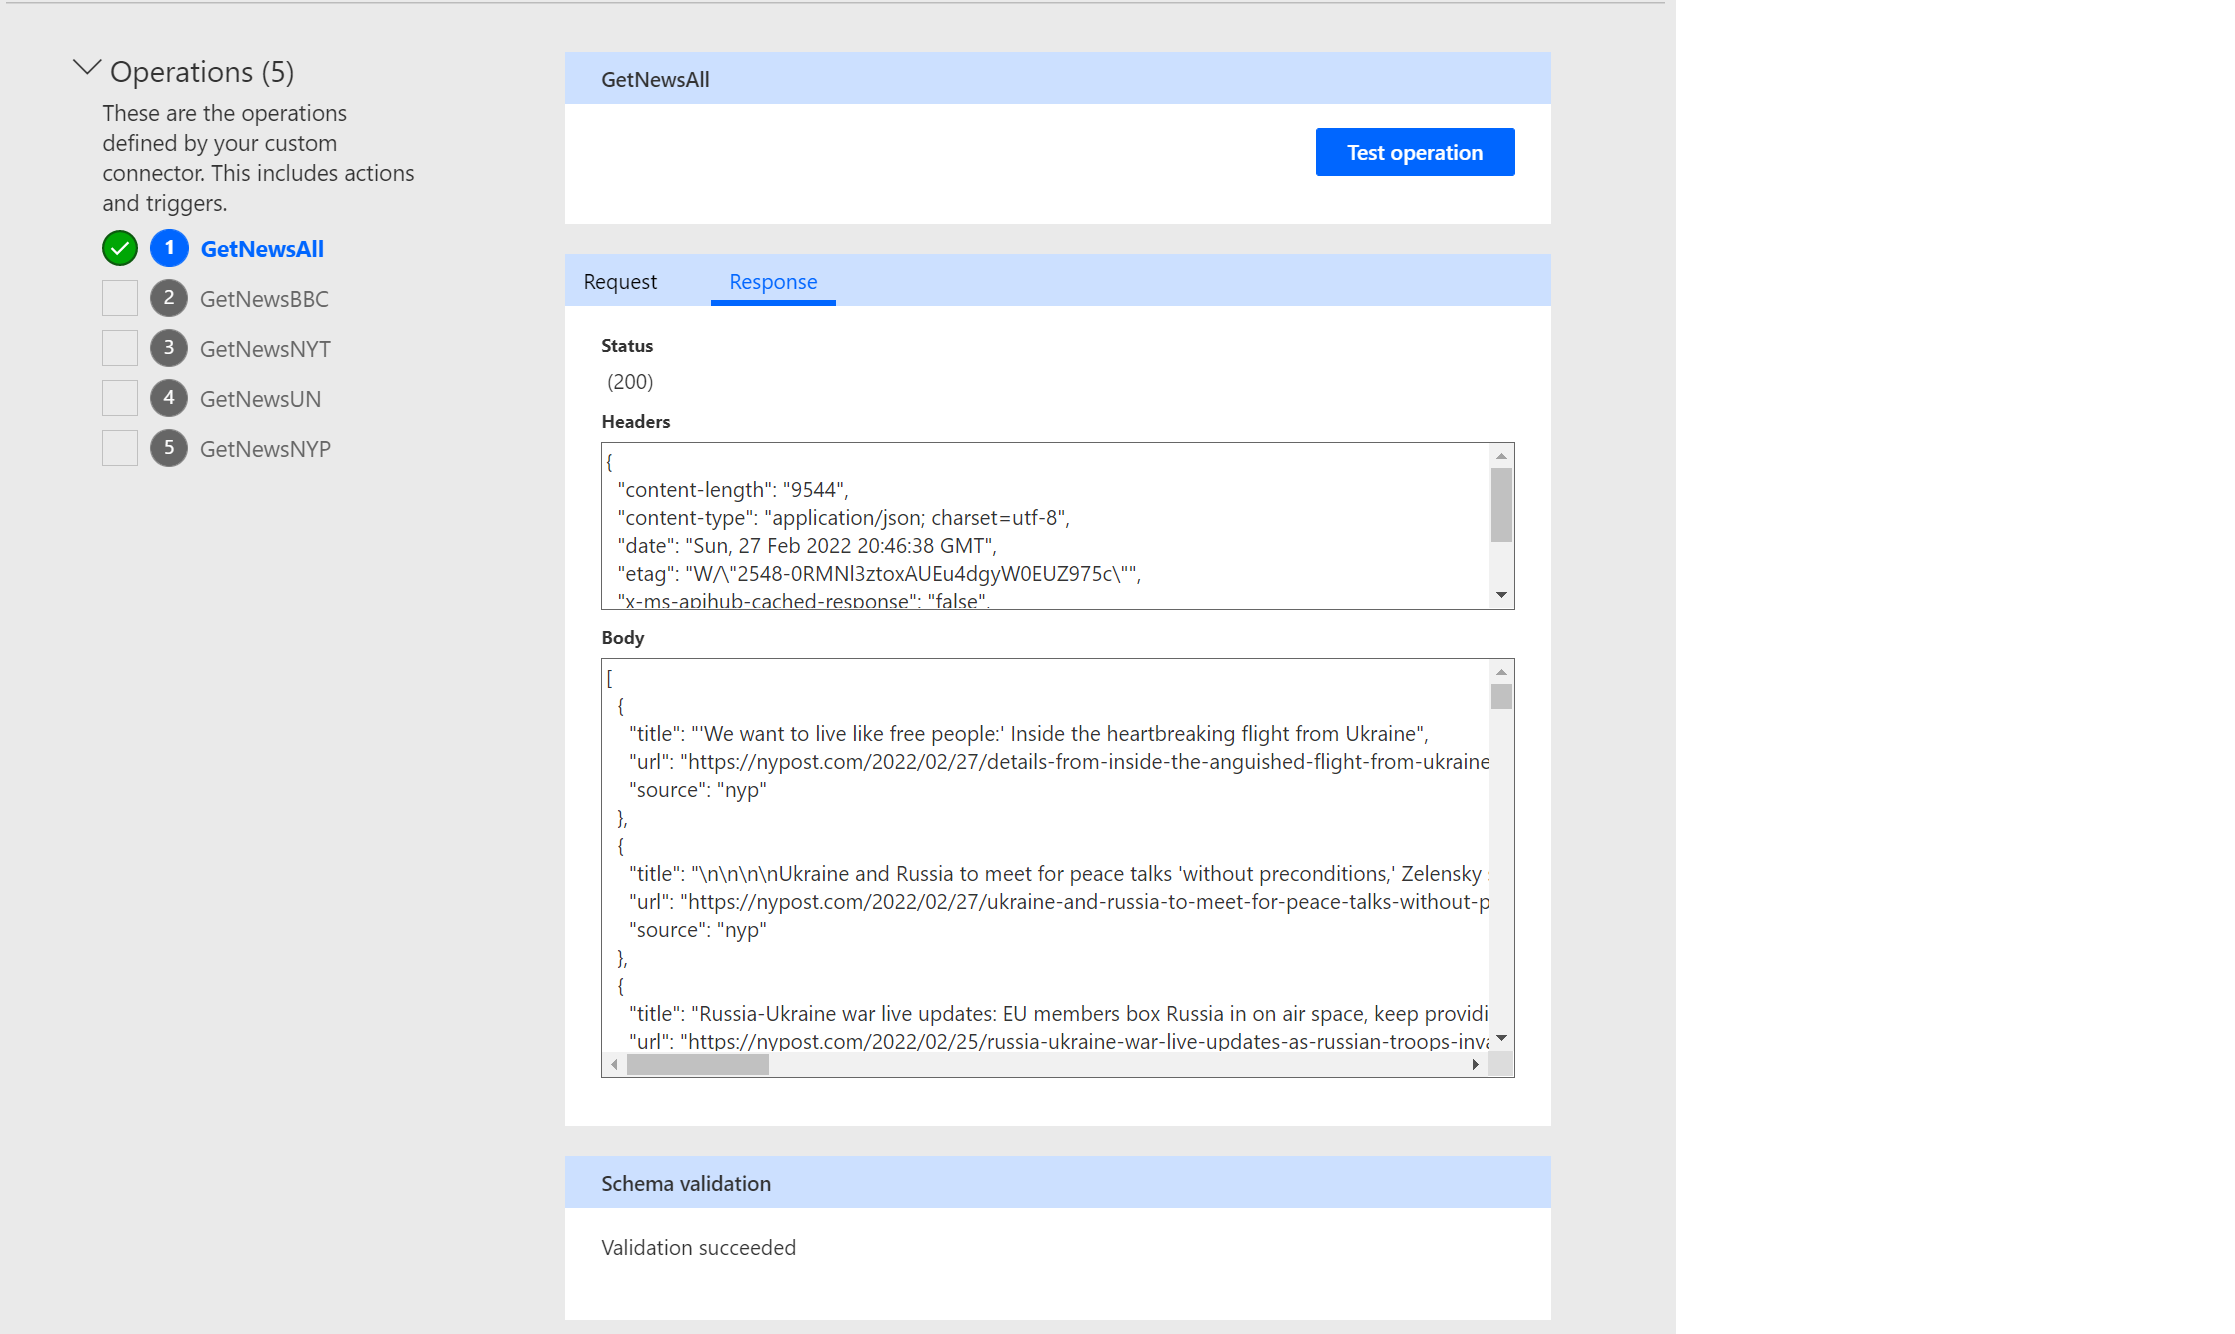 Operations (5)
These are the operations
defined by your custom
connector. This includes actions
and triggers.
1 GetNewsAll
2 GetNewsBBC
3 GetNewsNYT
4 GetNewsUN
5 GetNewsNYP
GetNewsAll
Test operation
Request Response
Status
(200)
Headers
{
"content-length": "9544",
"content-type": "application/json; charset=utf-8",
"date": "Sun, 27 Feb 2022 20:46:38 GMT",
"etag": "W/\"2548-0RMNl3ztoxAUEu4dgyW0EUZ975c\"",
"x-ms-apihub-cached-response": "false",
Body
[
{
"title": "'We want to live like free people:' Inside the heartbreaking flight from Ukraine",
"url": "https://nypost.com/2022/02/27/details-from-inside-the-anguished-flight-from-ukraine
"source": "nyp"
},
{
"title": "\n\n\n\nUkraine and Russia to meet for peace talks 'without preconditions,' Zelensky
"url": "https://nypost.com/2022/02/27/ukraine-and-russia-to-meet-for-peace-talks-without-p
"source": "nyp"
},
{
"title": "Russia-Ukraine war live updates: EU members box Russia in on air space, keep providi
"url": "https://nypost.com/2022/02/25/russia-ukraine-war-live-updates-as-russian-troops-inva
Schema validation
Validation succeeded